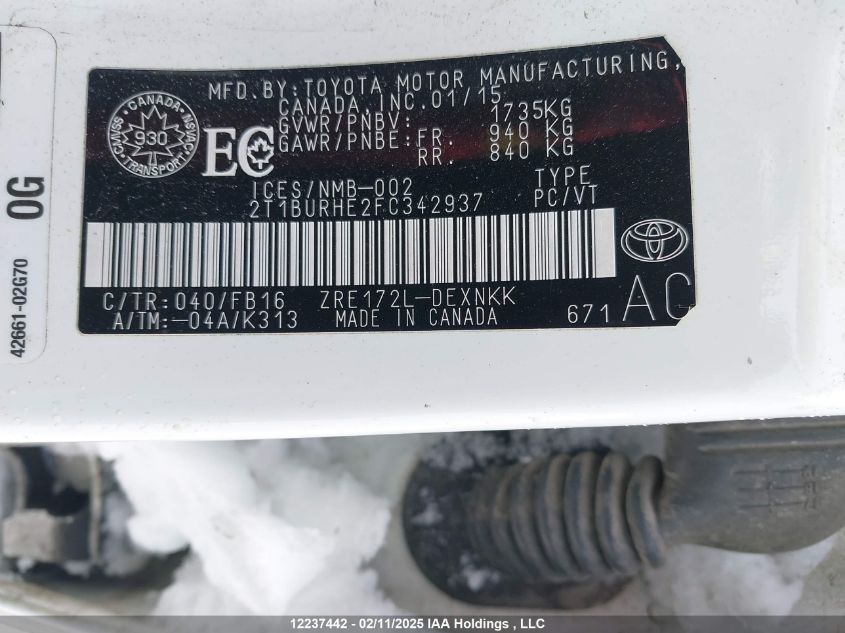 MFD.BY:TOYOTA MOTOR MANUFACTURING,
CANADA, INC.01/15
GVWR/PNBV: 1735KG
GAWR/PNBE:FR. 940 KG
RR. 840 KG
CANADA
930
TRANSPORT
EC
ICES/NMB-002
TYPE
2T1BURHE2FC342937
PC/VT
C/TR:040/FB16
ZRE172L-DEXNKK
A/TM:-04A/K313
MADE IN CANADA
671
AC
0G
42661-02G70
12237442 - 02/11/2025 IAA Holdings , LLC